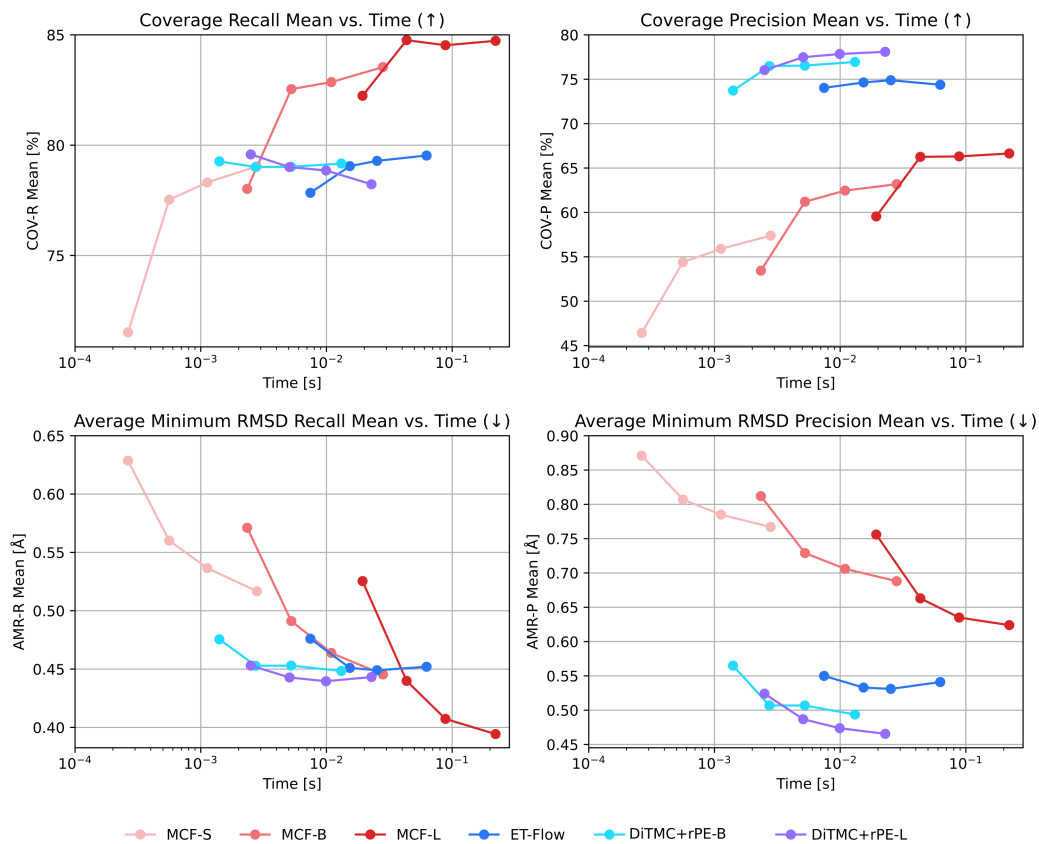 Coverage Recall Mean vs. Time (↑)
COV-R Mean [%]
85
80
75
10⁻⁴ 10⁻³ 10⁻² 10⁻¹
Time [s]
Coverage Precision Mean vs. Time (↑)
COV-P Mean [%]
80
75
70
65
60
55
50
45
10⁻⁴ 10⁻³ 10⁻² 10⁻¹
Time [s]
Average Minimum RMSD Recall Mean vs. Time (↓)
AMR-R Mean [Å]
0.65
0.60
0.55
0.50
0.45
0.40
10⁻⁴ 10⁻³ 10⁻² 10⁻¹
Time [s]
Average Minimum RMSD Precision Mean vs. Time (↓)
AMR-P Mean [Å]
0.90
0.85
0.80
0.75
0.70
0.65
0.60
0.55
0.50
0.45
10⁻⁴ 10⁻³ 10⁻² 10⁻¹
Time [s]
MCF-S MCF-B MCF-L ET-Flow DiTMC+rPE-B DiTMC+rPE-L